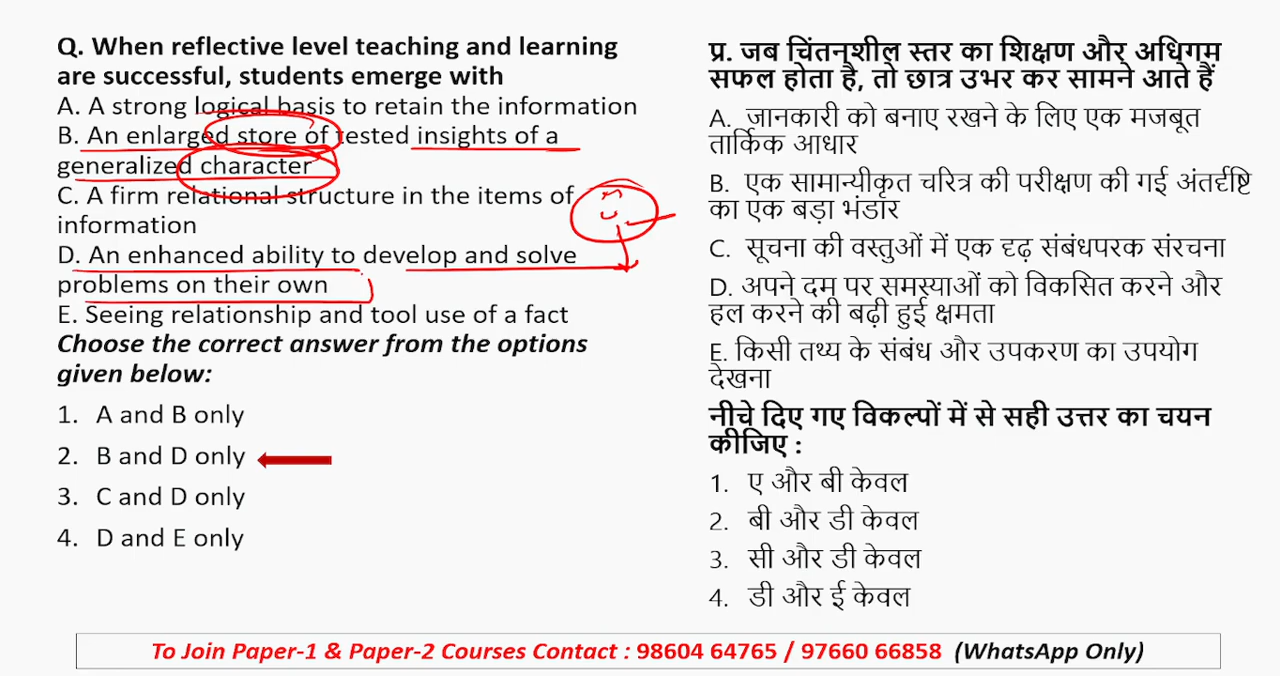 Q. When reflective level teaching and learning
are successful, students emerge with
A. A strong logical basis to retain the information
B. An enlarged store of tested insights of a
generalized character
C. A firm relational structure in the items of
information
D. An enhanced ability to develop and solve
problems on their own
E. Seeing relationship and tool use of a fact
Choose the correct answer from the options
given below:
1. A and B only
2. B and D only
3. C and D only
4. D and E only
प्र. जब चिंतनशील स्तर का शिक्षण और अधिगम
सफल होता है, तो छात्र उभर कर सामने आते हैं
A. जानकारी को बनाए रखने के लिए एक मजबूत
तार्किक आधार
B. एक सामान्यीकृत चरित्र की परीक्षण की गई अंतर्दृष्टि
का एक बड़ा भंडार
C. सूचना की वस्तुओं में एक दृढ़ संबंधपरक संरचना
D. अपने दम पर समस्याओं को विकसित करने और
हल करने की बढ़ी हुई क्षमता
E. किसी तथ्य के संबंध और उपकरण का उपयोग
देखना
नीचे दिए गए विकल्पों में से सही उत्तर का चयन
कीजिए :
1. ए और बी केवल
2. बी और डी केवल
3. सी और डी केवल
4. डी और ई केवल
To Join Paper-1 & Paper-2 Courses Contact : 98604 64765 / 97660 66858 (WhatsApp Only)